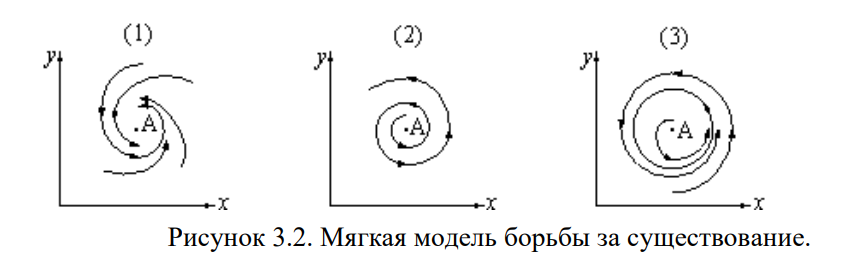 (1) (2) (3)
y y y
A A A
x x x
Рисунок 3.2. Мягкая модель борьбы за существование.